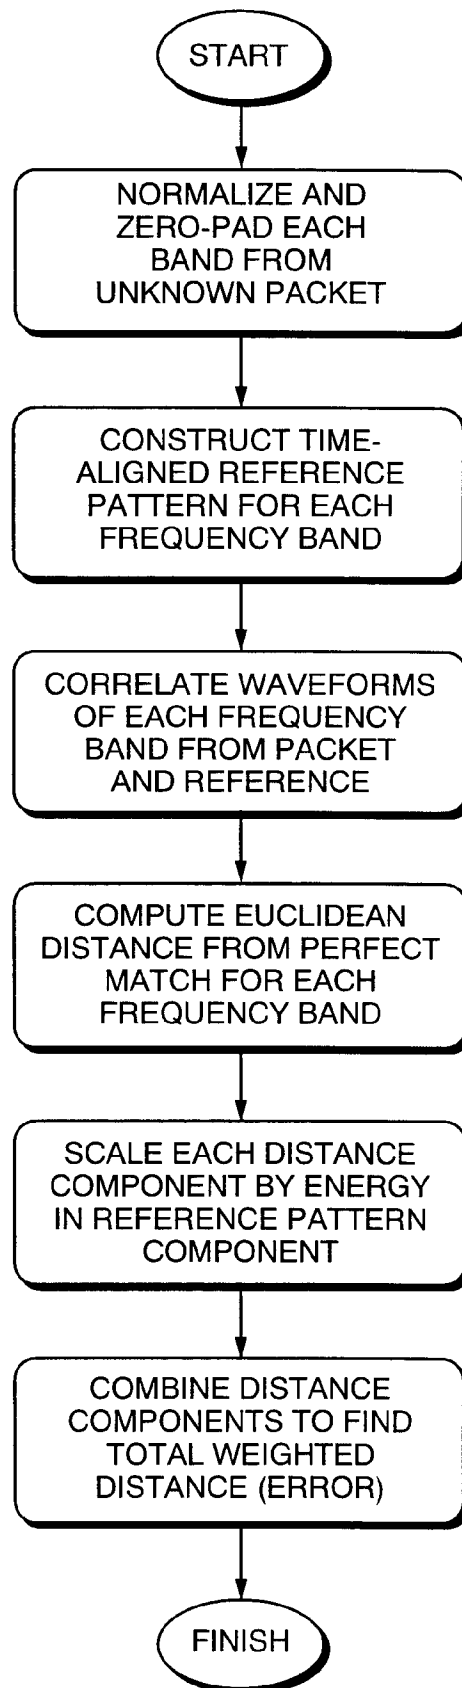 START
NORMALIZE AND
ZERO-PAD EACH
BAND FROM
UNKNOWN PACKET
CONSTRUCT TIME-
ALIGNED REFERENCE
PATTERN FOR EACH
FREQUENCY BAND
CORRELATE WAVEFORMS
OF EACH FREQUENCY
BAND FROM PACKET
AND REFERENCE
COMPUTE EUCLIDEAN
DISTANCE FROM PERFECT
MATCH FOR EACH
FREQUENCY BAND
SCALE EACH DISTANCE
COMPONENT BY ENERGY
IN REFERENCE PATTERN
COMPONENT
COMBINE DISTANCE
COMPONENTS TO FIND
TOTAL WEIGHTED
DISTANCE (ERROR)
FINISH